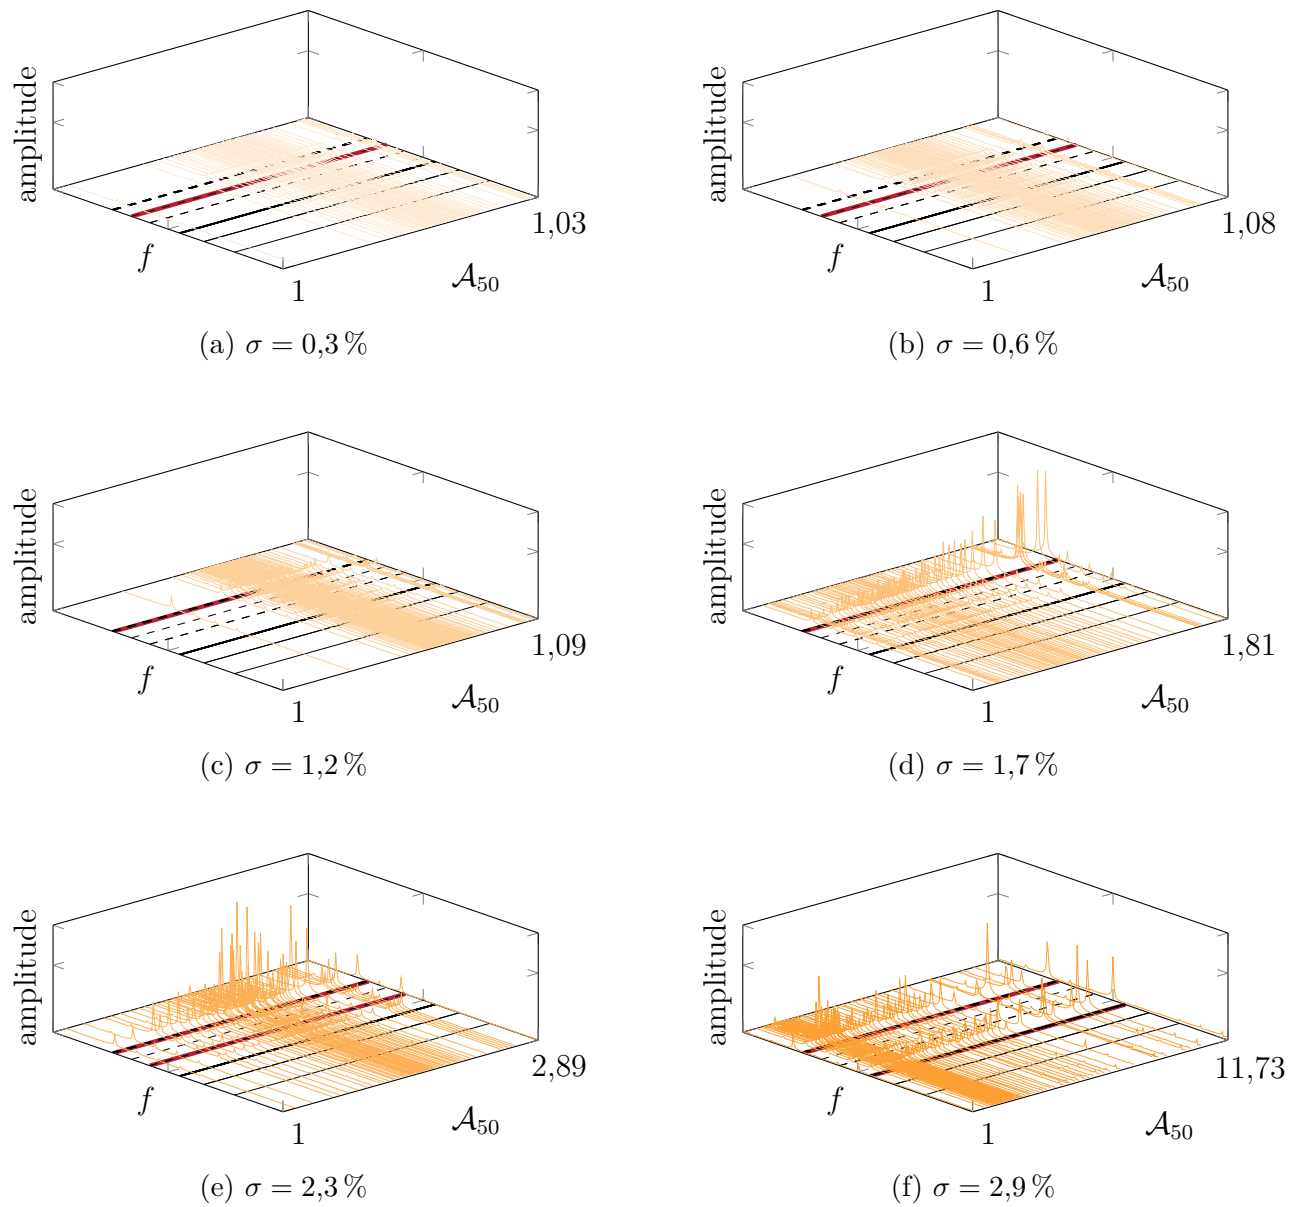 amplitude
f
1
𝒜50
1,03
(a) σ = 0,3 %
amplitude
f
1
𝒜50
1,08
(b) σ = 0,6 %
amplitude
f
1
𝒜50
1,09
(c) σ = 1,2 %
amplitude
f
1
𝒜50
1,81
(d) σ = 1,7 %
amplitude
f
1
𝒜50
2,89
(e) σ = 2,3 %
amplitude
f
1
𝒜50
11,73
(f) σ = 2,9 %